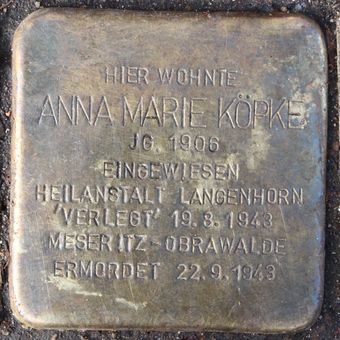 HIER WOHNTE
ANNA MARIE KÖPKE
JG. 1906
EINGEWIESEN
HEILANSTALT LANGENHORN
'VERLEGT' 19.3.1943
MESERITZ-OBRAWALDE
ERMORDET 22.9.1943